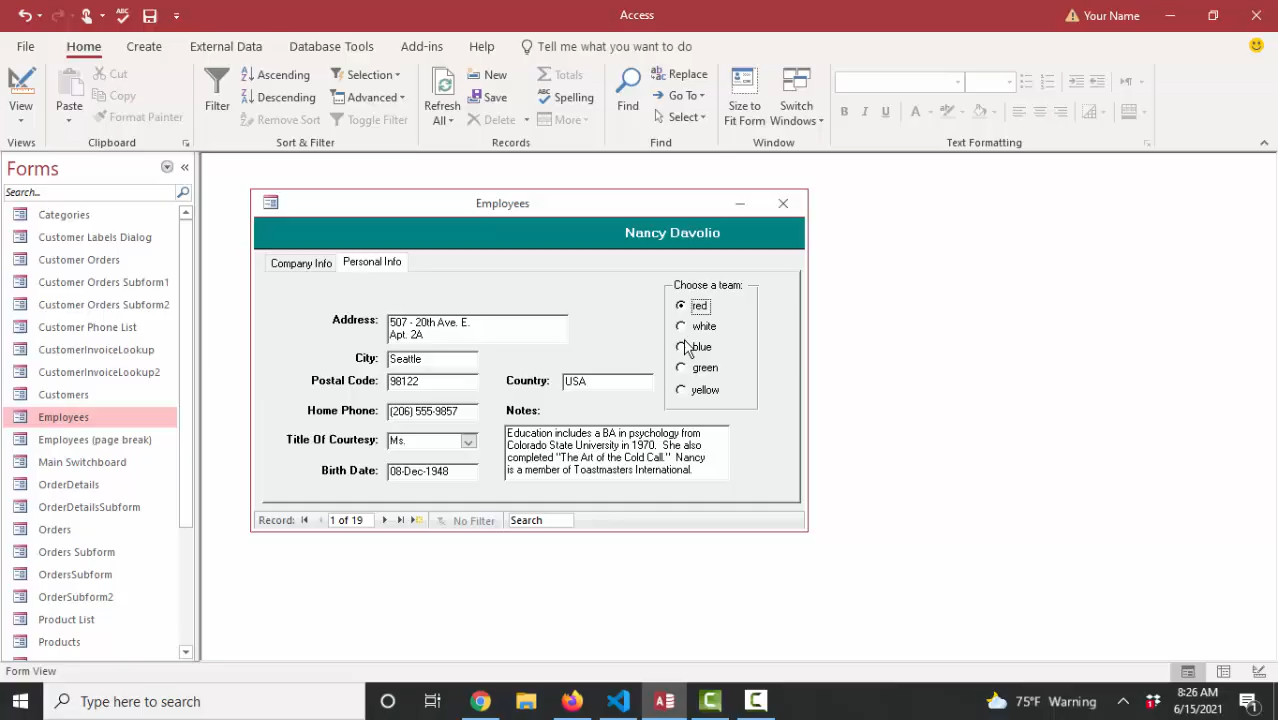 Access
Your Name
File Home Create External Data Database Tools Add-ins Help Tell me what you want to do
View
Views
Paste
Cut
Copy
Format Painter
Clipboard
Filter
Ascending
Descending
Remove Sort
Selection
Advanced
Toggle Filter
Sort & Filter
Refresh
All
New
Save
Delete
Totals
Spelling
More
Records
Find
Replace
Go To
Select
Find
Size to
Fit Form
Switch
Windows
Window
B I U A
Text Formatting
Forms
Search...
Categories
Customer Labels Dialog
Customer Orders
Customer Orders Subform1
Customer Orders Subform2
Customer Phone List
CustomerInvoiceLookup
CustomerInvoiceLookup2
Customers
Employees
Employees (page break)
Main Switchboard
OrderDetails
OrderDetailsSubform
Orders
Orders Subform
OrdersSubform
OrderSubform2
Product List
Products
Employees
Nancy Davolio
Company Info Personal Info
Choose a team:
red
white
blue
green
yellow
Address: 507 - 20th Ave. E.
Apt. 2A
City: Seattle
Postal Code: 98122
Country: USA
Home Phone: (206) 555-9857
Notes:
Title Of Courtesy: Ms.
Birth Date: 08-Dec-1948
Education includes a BA in psychology from
Colorado State University in 1970. She also
completed "The Art of the Cold Call." Nancy
is a member of Toastmasters International.
Record: 1 of 19 No Filter Search
Form View
Type here to search
75°F Warning
8:26 AM
6/15/2021
1